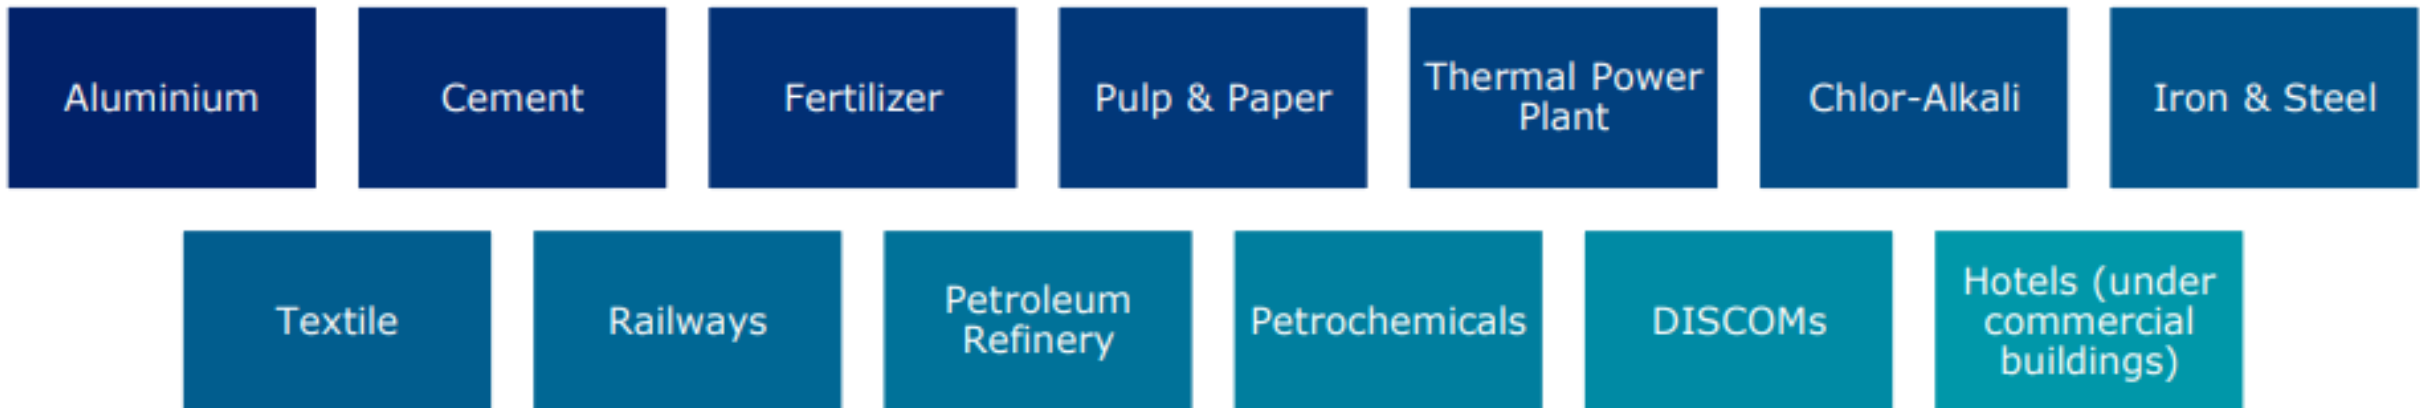 Aluminium
Cement
Fertilizer
Pulp & Paper
Thermal Power
Plant
Chlor-Alkali
Iron & Steel
Textile
Railways
Petroleum
Refinery
Petrochemicals
DISCOMs
Hotels (under
commercial
buildings)